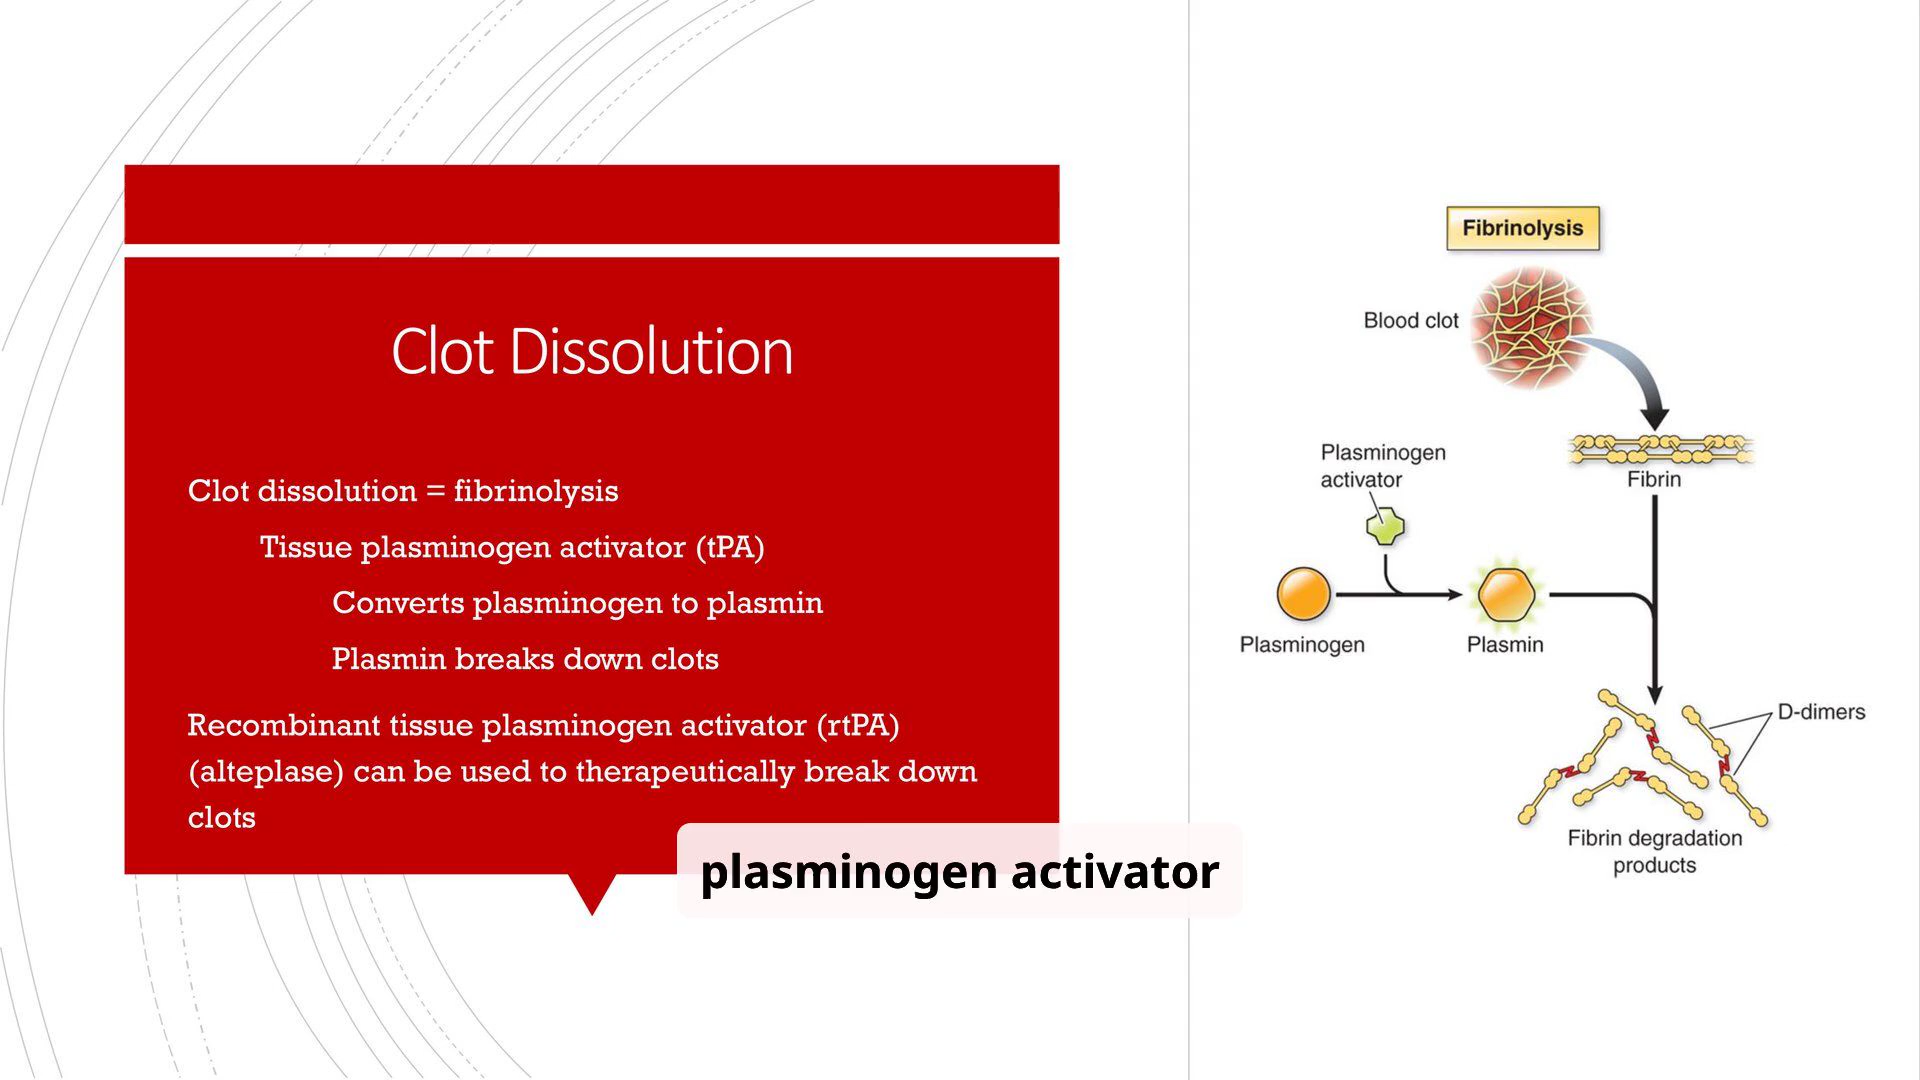 Clot Dissolution
Clot dissolution = fibrinolysis
Tissue plasminogen activator (tPA)
Converts plasminogen to plasmin
Plasmin breaks down clots
Recombinant tissue plasminogen activator (rtPA)
(alteplase) can be used to therapeutically break down
clots
plasminogen activator
Fibrinolysis
Blood clot
Plasminogen
activator
Fibrin
Plasminogen
Plasmin
D-dimers
Fibrin degradation
products